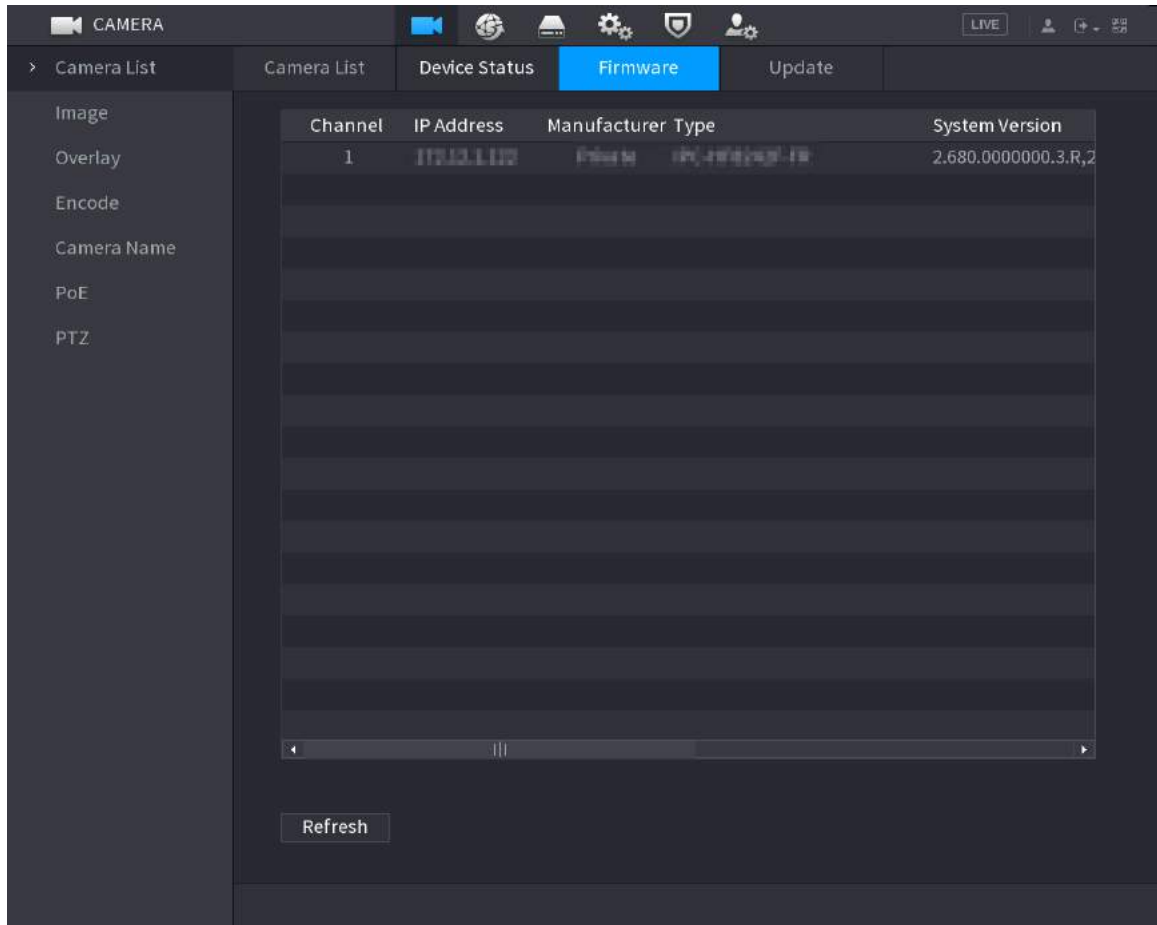 CAMERA LIVE
Camera List Camera List Device Status Firmware Update
Image
Channel IP Address Manufacturer Type System Version
Overlay 1 2.680.0000000.3.R,2
Encode
Camera Name
PoE
PTZ
Refresh